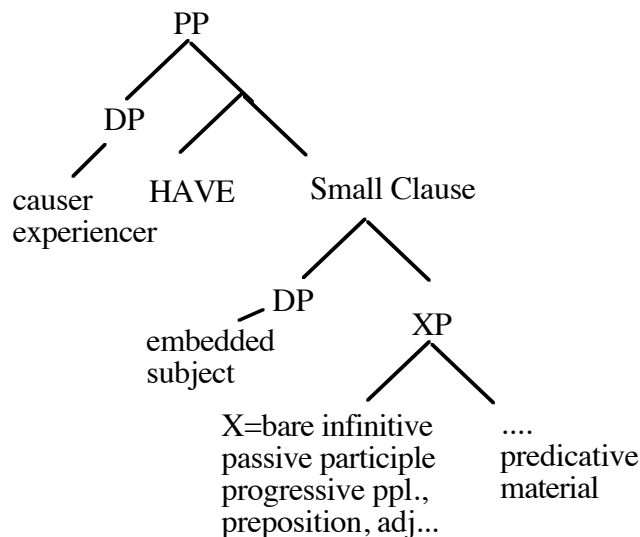 PP
DP
HAVE
Small Clause
causer
experiencer
DP
XP
embedded
subject
X=bare infinitive
passive participle
progressive ppl.,
preposition, adj...
....
predicative
material